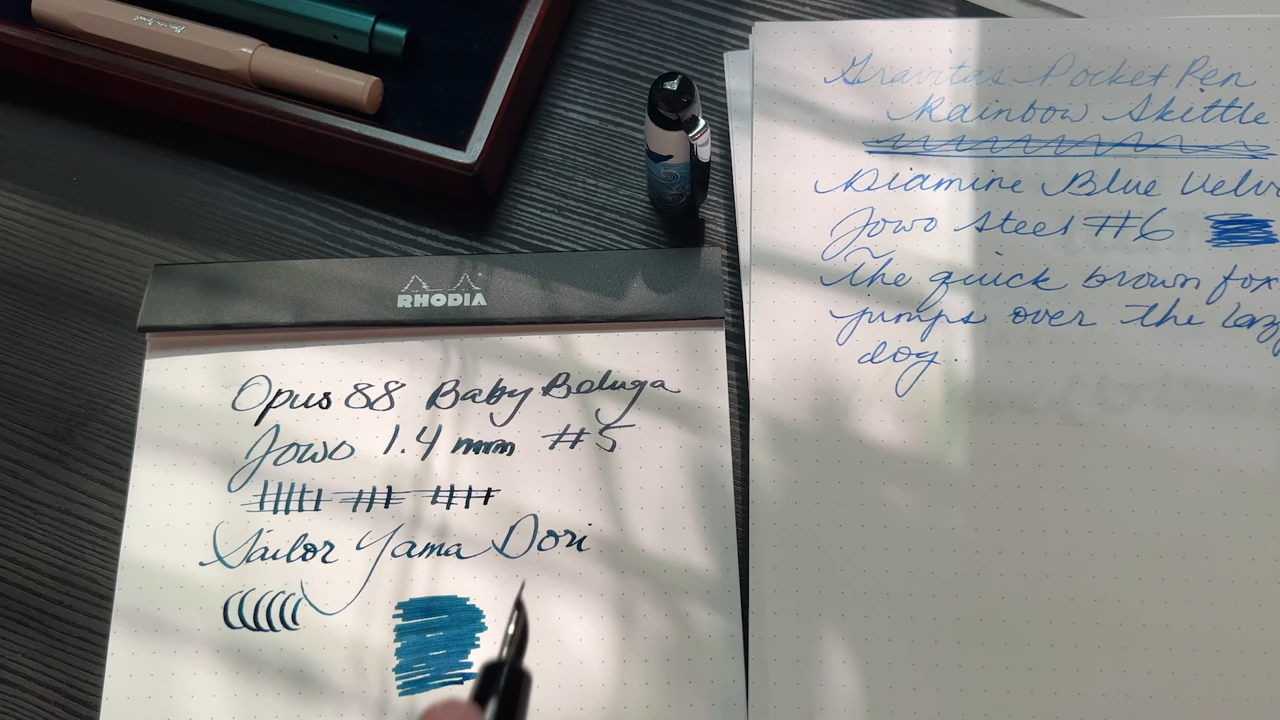 RHODIA
Opus 88 Baby Beluga
Jowo 1.4 mm #5
Sailor Yama Dori
Gravitas Pocket Pen
Rainbow Skittle
Diamine Blue Velv
Jowo Steel #6
The quick brown fox
jumps over the lazy
dog.